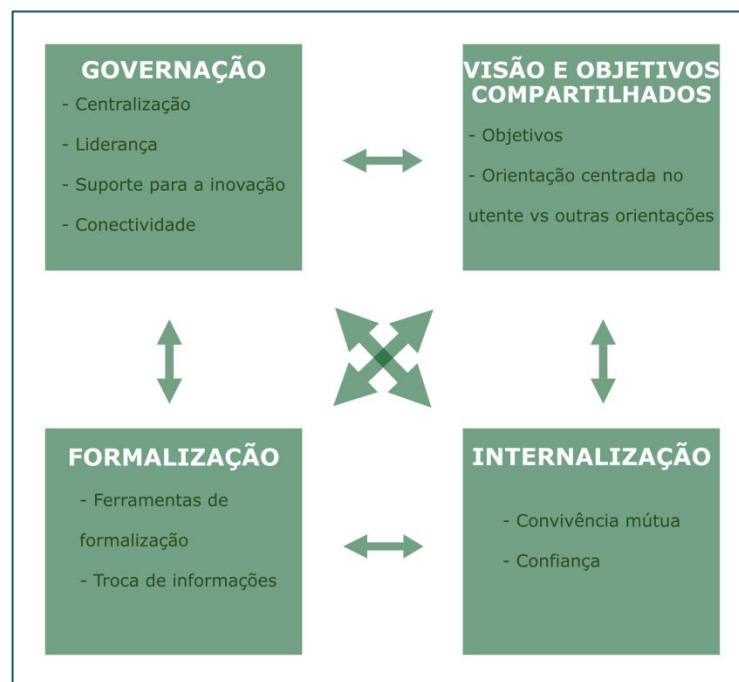 GOVERNAÇÃO
- Centralização
- Liderança
- Suporte para a inovação
- Conectividade
VISÃO E OBJETIVOS
COMPARTILHADOS
- Objetivos
- Orientação centrada no
utente vs outras orientações
FORMALIZAÇÃO
- Ferramentas de
formalização
- Troca de informações
INTERNALIZAÇÃO
- Convivência mútua
- Confiança